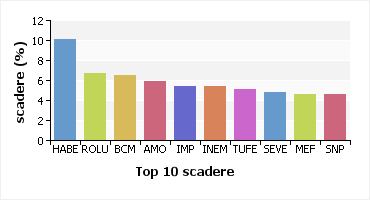 12
10
8
6
4
2
0
scadere (%)
HABE ROLU BCM AMO IMP INEM TUFE SEVE MEF SNP
Top 10 scadere